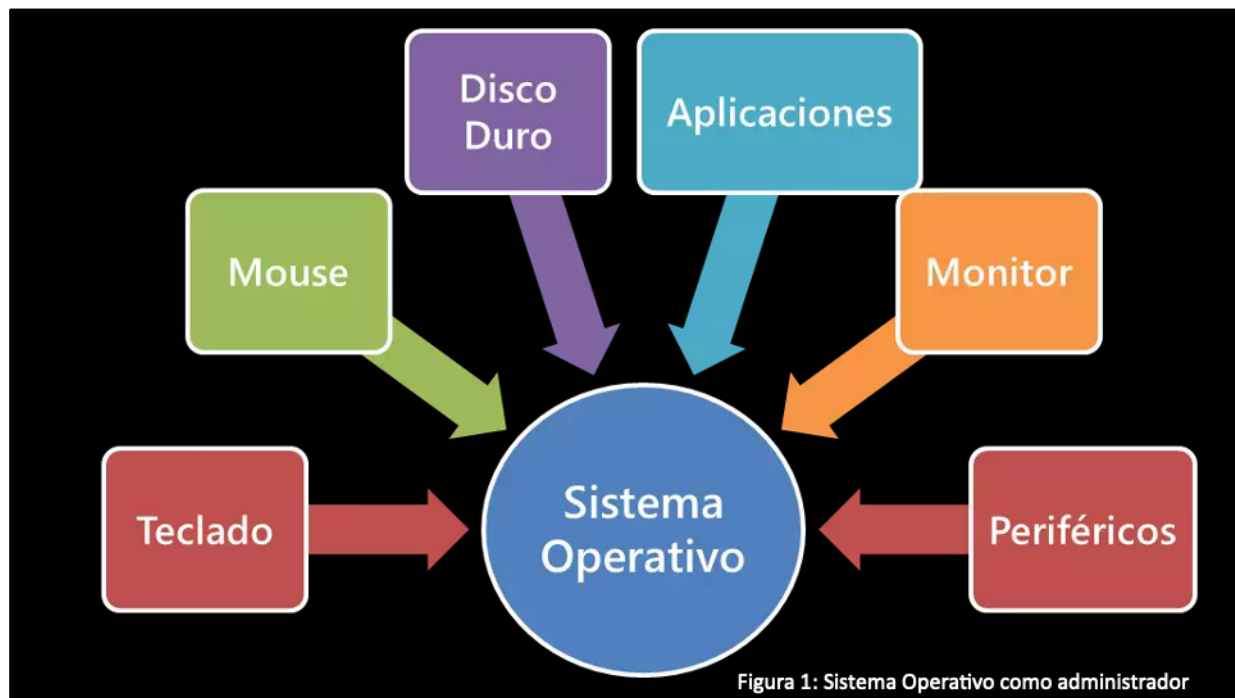 Disco
Duro
Aplicaciones
Mouse
Monitor
Teclado
Sistema
Operativo
Periféricos
Figura 1: Sistema Operativo como administrador